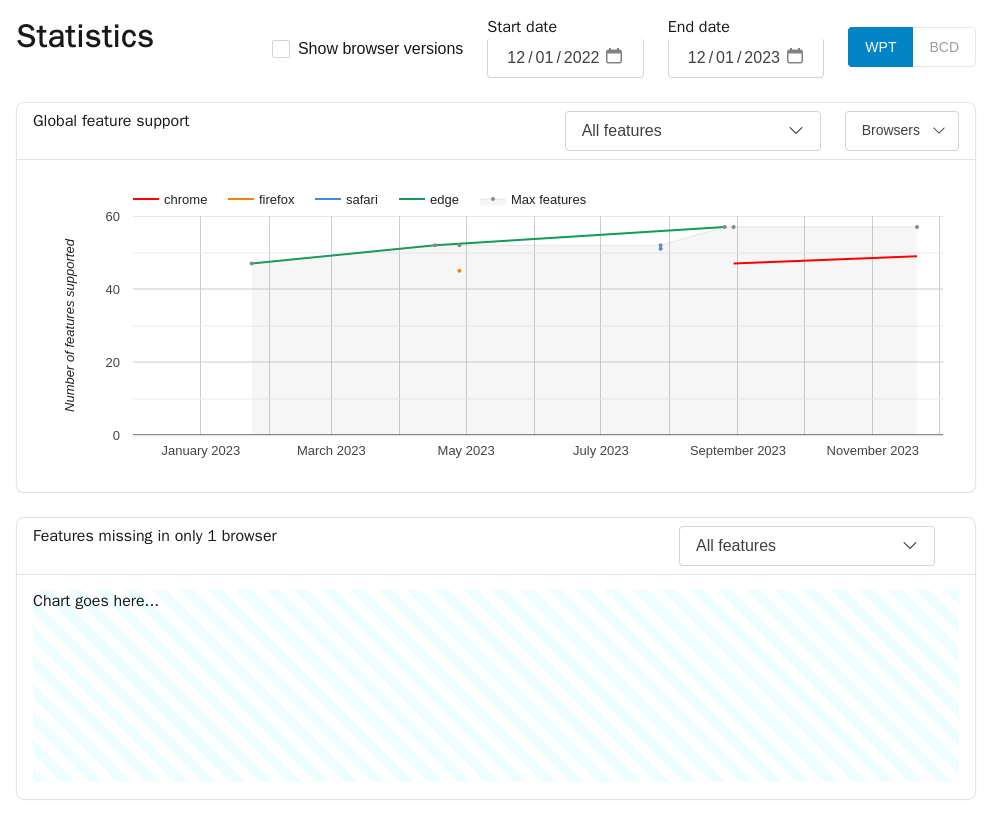 Statistics
Show browser versions
Start date
12/01/2022
End date
12/01/2023
WPT
BCD
Global feature support
All features
Browsers
chrome firefox safari edge Max features
Number of features supported
60
40
20
0
January 2023 March 2023 May 2023 July 2023 September 2023 November 2023
Features missing in only 1 browser
All features
Chart goes here...